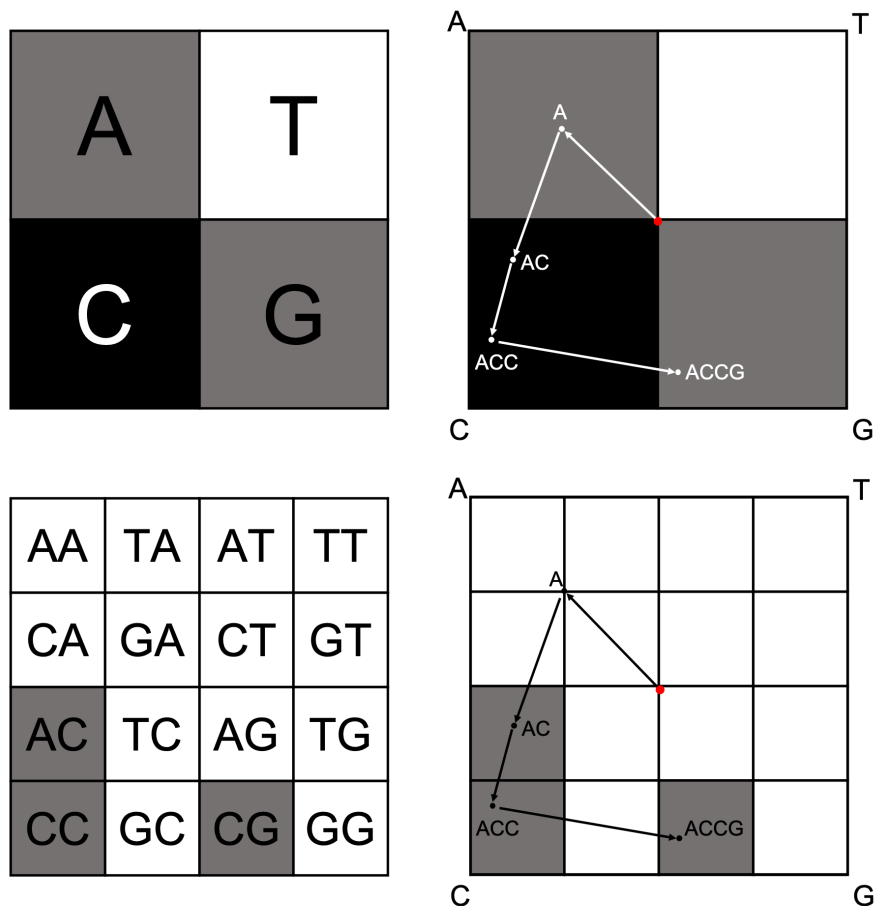 A T
C G
A T
A
AC
ACC
ACCG
C G
AA TA AT TT
CA GA CT GT
AC TC AG TG
CC GC CG GG
A T
A
AC
ACC ACCG
C G